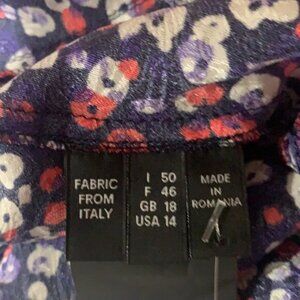 FABRIC
FROM
ITALY
I 50
F 46
GB 18
USA 14
MADE
IN
ROMANIA